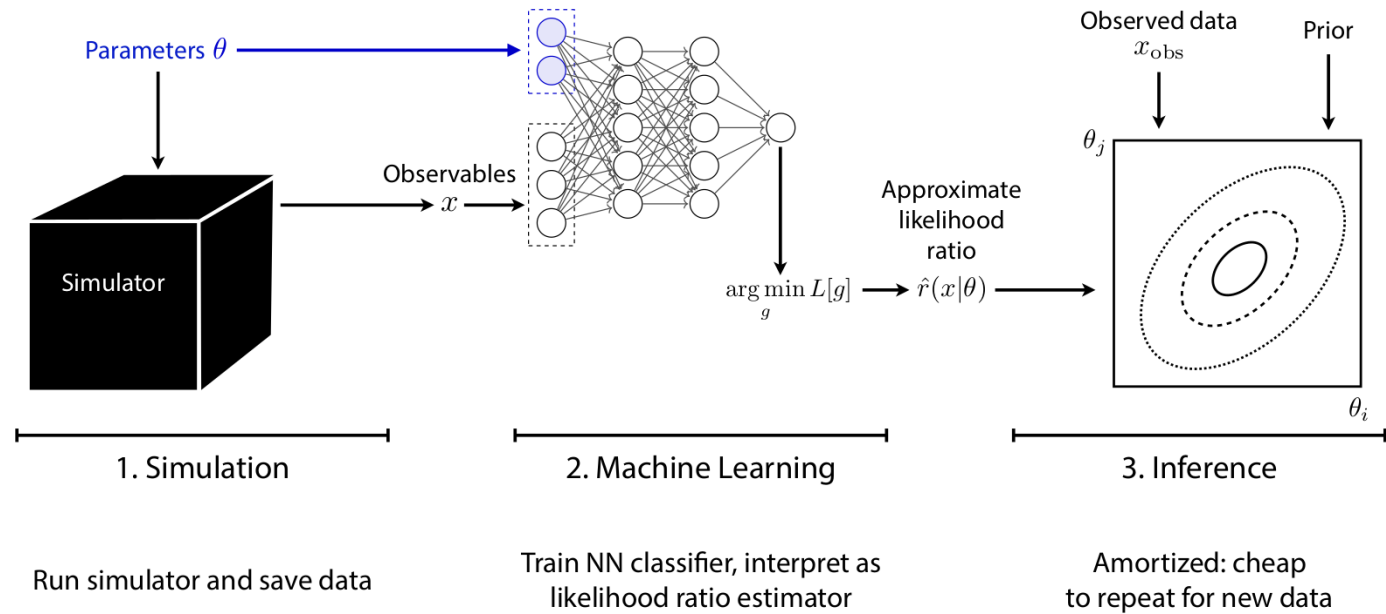 Parameters θ
Simulator
Observables
x
arg min L[g]
g
Approximate
likelihood
ratio
r̂(x|θ)
Observed data
x_obs
Prior
θ_j
θ_i
1. Simulation
2. Machine Learning
3. Inference
Run simulator and save data
Train NN classifier, interpret as
likelihood ratio estimator
Amortized: cheap
to repeat for new data